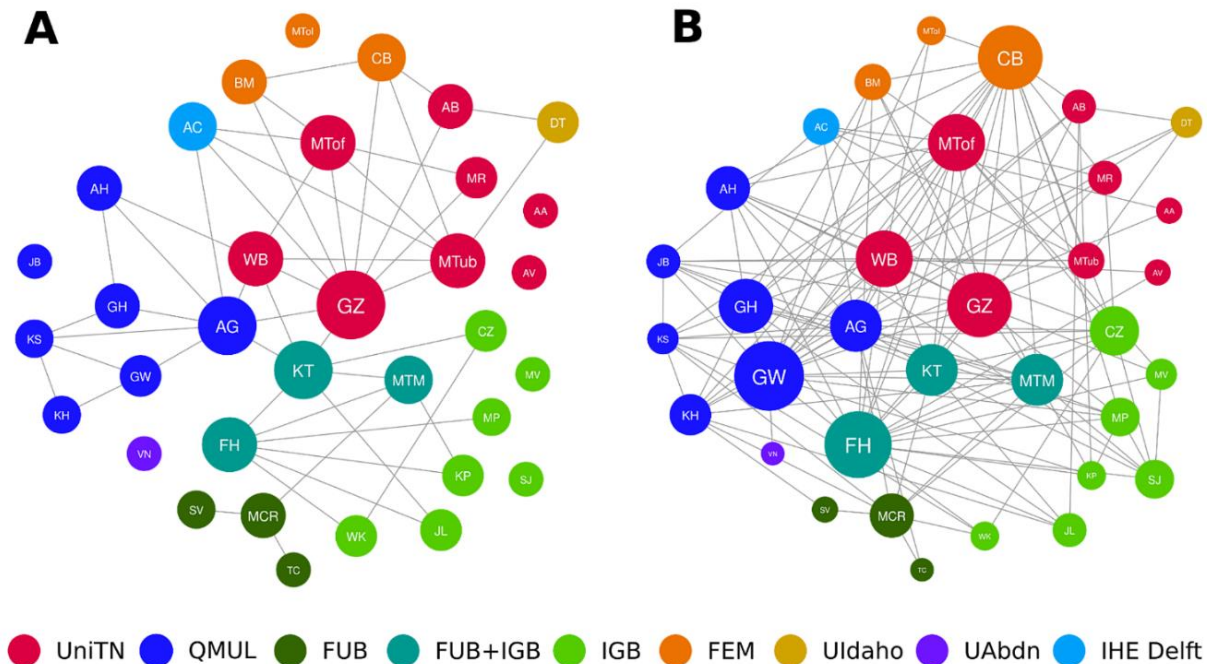 A
B
MTol
CB
BM
AB
AC
DT
MTof
MR
AH
AA
WB
MTub
JB
AV
GH
GZ
AG
CZ
KS
KT
GW
MTM
MV
KH
MP
FH
VN
KP
SJ
SV
MCR
WK
JL
TC
MTol
CB
BM
AB
AC
DT
MTof
MR
AH
AA
WB
MTub
JB
AV
GH
GZ
AG
CZ
KS
KT
GW
MTM
MV
KH
MP
FH
VN
KP
SJ
SV
MCR
WK
JL
TC
UniTN QMUL FUB FUB+IGB IGB FEM UIdaho UAbdn IHE Delft